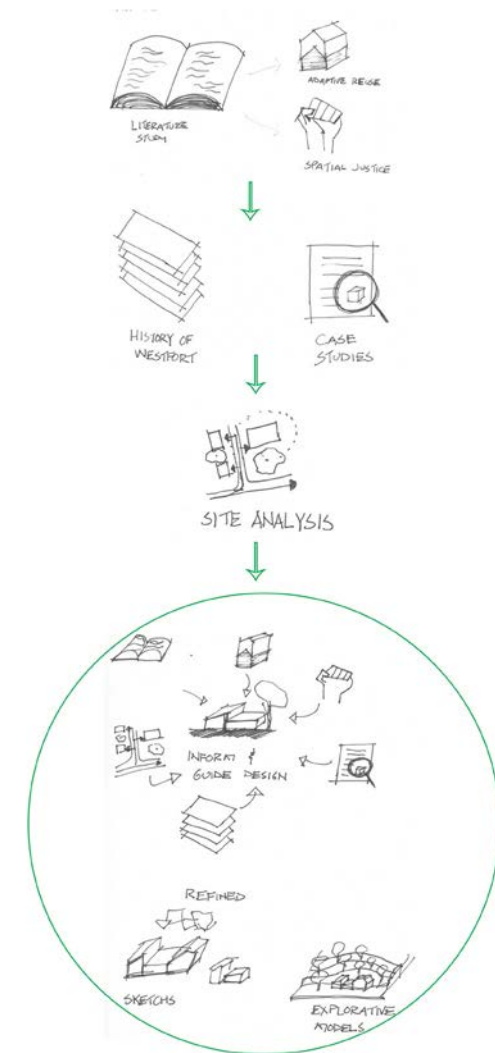 LITERATURE
STUDY
ADAPTIVE REUSE
SPATIAL JUSTICE
HISTORY OF
WESTFORT
CASE
STUDIES
SITE ANALYSIS
INFORM &
GUIDE DESIGN
REFINED
SKETCHS
EXPLORATIVE
MODELS